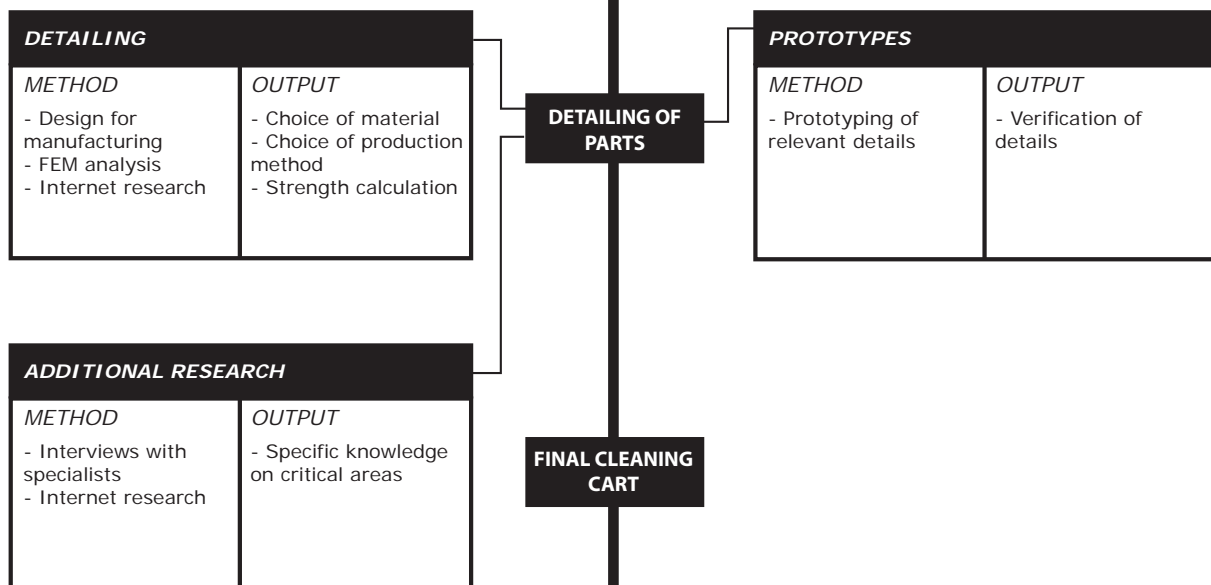 DETAILING
METHOD
- Design for
manufacturing
- FEM analysis
- Internet research
OUTPUT
- Choice of material
- Choice of production
method
- Strength calculation
DETAILING OF
PARTS
PROTOTYPES
METHOD
- Prototyping of
relevant details
OUTPUT
- Verification of
details
ADDITIONAL RESEARCH
METHOD
- Interviews with
specialists
- Internet research
OUTPUT
- Specific knowledge
on critical areas
FINAL CLEANING
CART